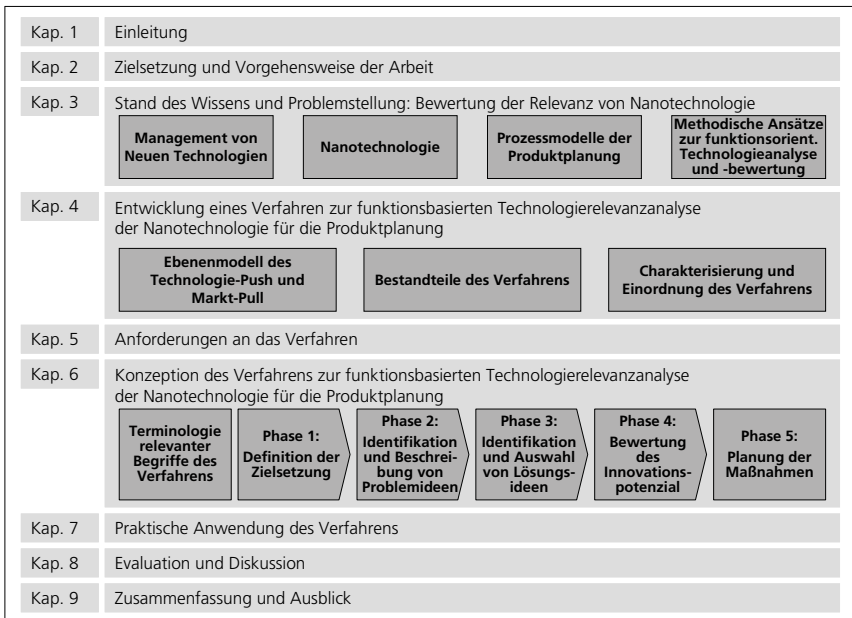 Kap. 1 Einleitung
Kap. 2 Zielsetzung und Vorgehensweise der Arbeit
Kap. 3 Stand des Wissens und Problemstellung: Bewertung der Relevanz von Nanotechnologie
Management von
Neuen Technologien
Nanotechnologie
Prozessmodelle der
Produktplanung
Methodische Ansätze
zur funktionsorient.
Technologieanalyse
und -bewertung
Kap. 4 Entwicklung eines Verfahren zur funktionsbasierten Technologierelevanzanalyse
der Nanotechnologie für die Produktplanung
Ebenenmodell des
Technologie-Push und
Markt-Pull
Bestandteile des Verfahrens
Charakterisierung und
Einordnung des Verfahrens
Kap. 5 Anforderungen an das Verfahren
Kap. 6 Konzeption des Verfahrens zur funktionsbasierten Technologierelevanzanalyse
der Nanotechnologie für die Produktplanung
Terminologie
relevanter
Begriffe des
Verfahrens
Phase 1:
Definition der
Zielsetzung
Phase 2:
Identifikation
und Beschrei-
bung von
Problemideen
Phase 3:
Identifikation
und Auswahl
von Lösungs-
ideen
Phase 4:
Bewertung
des
Innovations-
potenzial
Phase 5:
Planung der
Maßnahmen
Kap. 7 Praktische Anwendung des Verfahrens
Kap. 8 Evaluation und Diskussion
Kap. 9 Zusammenfassung und Ausblick